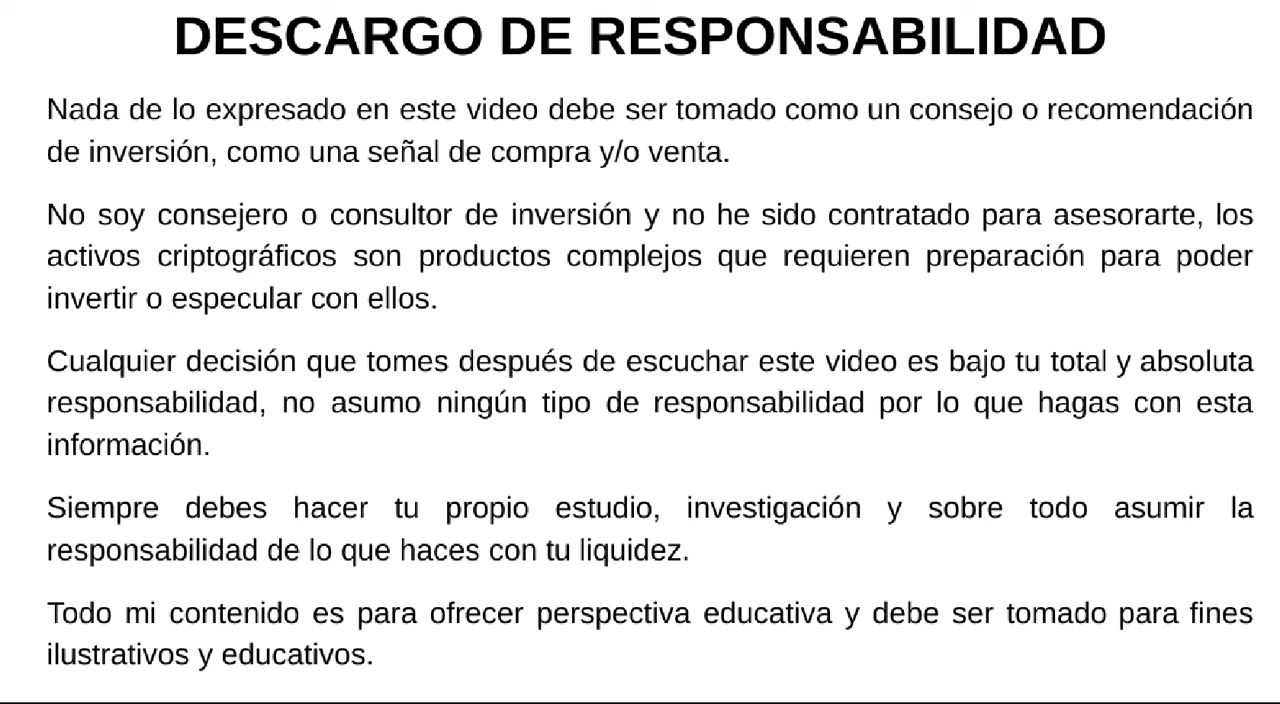 DESCARGO DE RESPONSABILIDAD
Nada de lo expresado en este video debe ser tomado como un consejo o recomendación
de inversión, como una señal de compra y/o venta.
No soy consejero o consultor de inversión y no he sido contratado para asesorarte, los
activos criptográficos son productos complejos que requieren preparación para poder
invertir o especular con ellos.
Cualquier decisión que tomes después de escuchar este video es bajo tu total y absoluta
responsabilidad, no asumo ningún tipo de responsabilidad por lo que hagas con esta
información.
Siempre debes hacer tu propio estudio, investigación y sobre todo asumir la
responsabilidad de lo que haces con tu liquidez.
Todo mi contenido es para ofrecer perspectiva educativa y debe ser tomado para fines
ilustrativos y educativos.